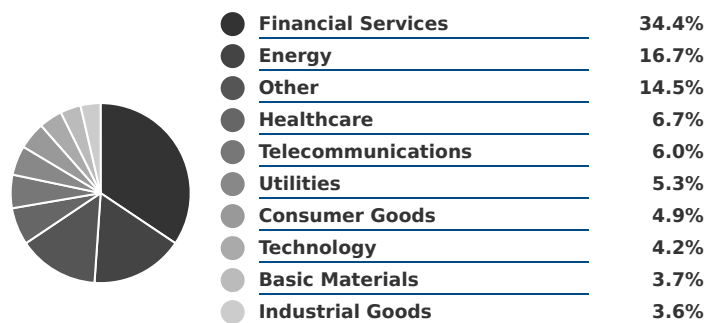 Financial Services 34.4%
Energy 16.7%
Other 14.5%
Healthcare 6.7%
Telecommunications 6.0%
Utilities 5.3%
Consumer Goods 4.9%
Technology 4.2%
Basic Materials 3.7%
Industrial Goods 3.6%